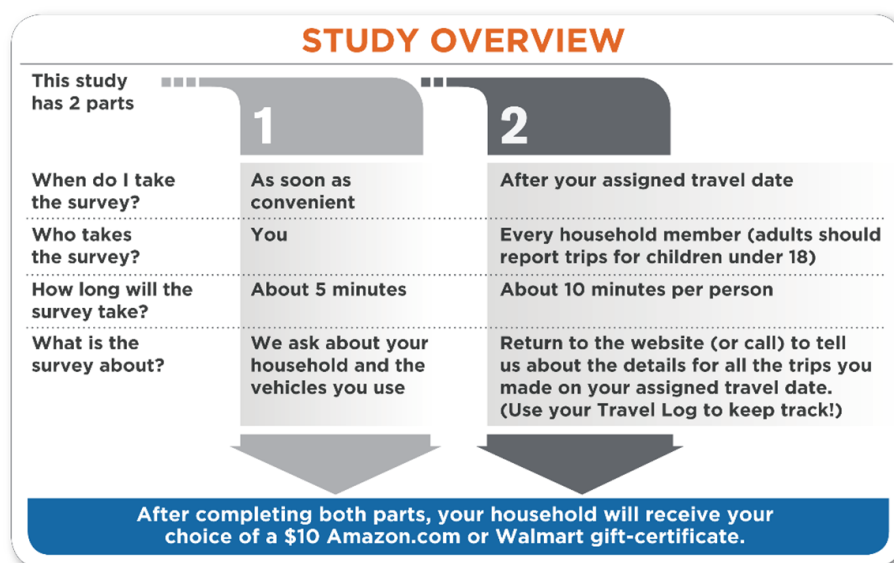 STUDY OVERVIEW
This study
has 2 parts
1
2
When do I take
the survey?
As soon as
convenient
After your assigned travel date
Who takes
the survey?
You
Every household member (adults should
report trips for children under 18)
How long will the
survey take?
About 5 minutes
About 10 minutes per person
What is the
survey about?
We ask about your
household and the
vehicles you use
Return to the website (or call) to tell
us about the details for all the trips you
made on your assigned travel date.
(Use your Travel Log to keep track!)
After completing both parts, your household will receive your
choice of a $10 Amazon.com or Walmart gift-certificate.